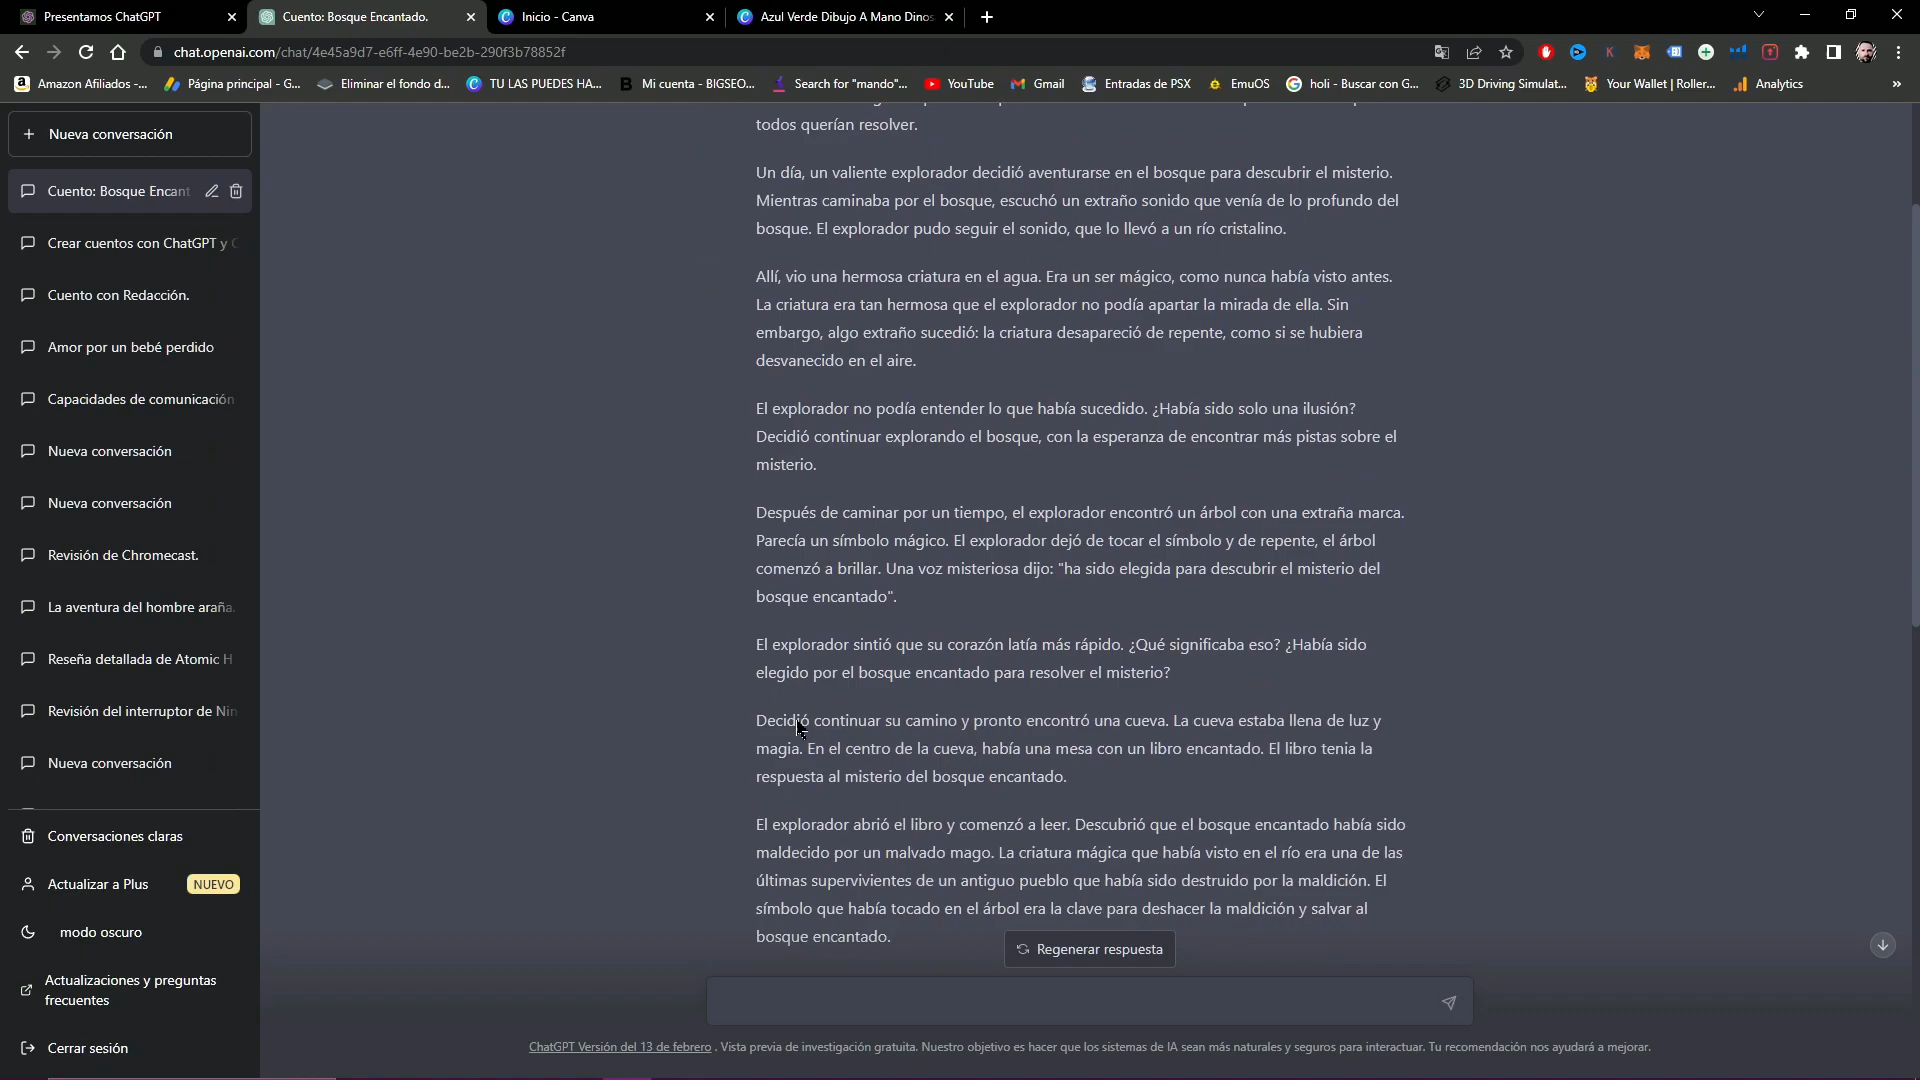 Presentamos ChatGPT
Cuento: Bosque Encantado.
Inicio - Canva
Azul Verde Dibujo A Mano Dinos
chat.openai.com/chat/4e45a9d7-e6ff-4e90-be2b-290f3b78852f
Amazon Afiliados -...
Página principal - G...
Eliminar el fondo d...
TU LAS PUEDES HA...
Mi cuenta - BIGSEO...
Search for "mando"...
YouTube
Gmail
Entradas de PSX
EmuOS
holi - Buscar con G...
3D Driving Simulat...
Your Wallet | Roller...
Analytics
»
+ Nueva conversación
Cuento: Bosque Encant
Crear cuentos con ChatGPT y C
Cuento con Redacción.
Amor por un bebé perdido
Capacidades de comunicación
Nueva conversación
Nueva conversación
Revisión de Chromecast.
La aventura del hombre araña.
Reseña detallada de Atomic H
Revisión del interruptor de Nin
Nueva conversación
Conversaciones claras
Actualizar a Plus NUEVO
modo oscuro
Actualizaciones y preguntas
frecuentes
Cerrar sesión
todos querían resolver.
Un día, un valiente explorador decidió aventurarse en el bosque para descubrir el misterio.
Mientras caminaba por el bosque, escuchó un extraño sonido que venía de lo profundo del
bosque. El explorador pudo seguir el sonido, que lo llevó a un río cristalino.
Allí, vio una hermosa criatura en el agua. Era un ser mágico, como nunca había visto antes.
La criatura era tan hermosa que el explorador no podía apartar la mirada de ella. Sin
embargo, algo extraño sucedió: la criatura desapareció de repente, como si se hubiera
desvanecido en el aire.
El explorador no podía entender lo que había sucedido. ¿Había sido solo una ilusión?
Decidió continuar explorando el bosque, con la esperanza de encontrar más pistas sobre el
misterio.
Después de caminar por un tiempo, el explorador encontró un árbol con una extraña marca.
Parecía un símbolo mágico. El explorador dejó de tocar el símbolo y de repente, el árbol
comenzó a brillar. Una voz misteriosa dijo: "ha sido elegida para descubrir el misterio del
bosque encantado".
El explorador sintió que su corazón latía más rápido. ¿Qué significaba eso? ¿Había sido
elegido por el bosque encantado para resolver el misterio?
Decidió continuar su camino y pronto encontró una cueva. La cueva estaba llena de luz y
magia. En el centro de la cueva, había una mesa con un libro encantado. El libro tenia la
respuesta al misterio del bosque encantado.
El explorador abrió el libro y comenzó a leer. Descubrió que el bosque encantado había sido
maldecido por un malvado mago. La criatura mágica que había visto en el río era una de las
últimas supervivientes de un antiguo pueblo que había sido destruido por la maldición. El
símbolo que había tocado en el árbol era la clave para deshacer la maldición y salvar al
bosque encantado.
Regenerar respuesta
ChatGPT Versión del 13 de febrero . Vista previa de investigación gratuita. Nuestro objetivo es hacer que los sistemas de IA sean más naturales y seguros para interactuar. Tu recomendación nos ayudará a mejorar.